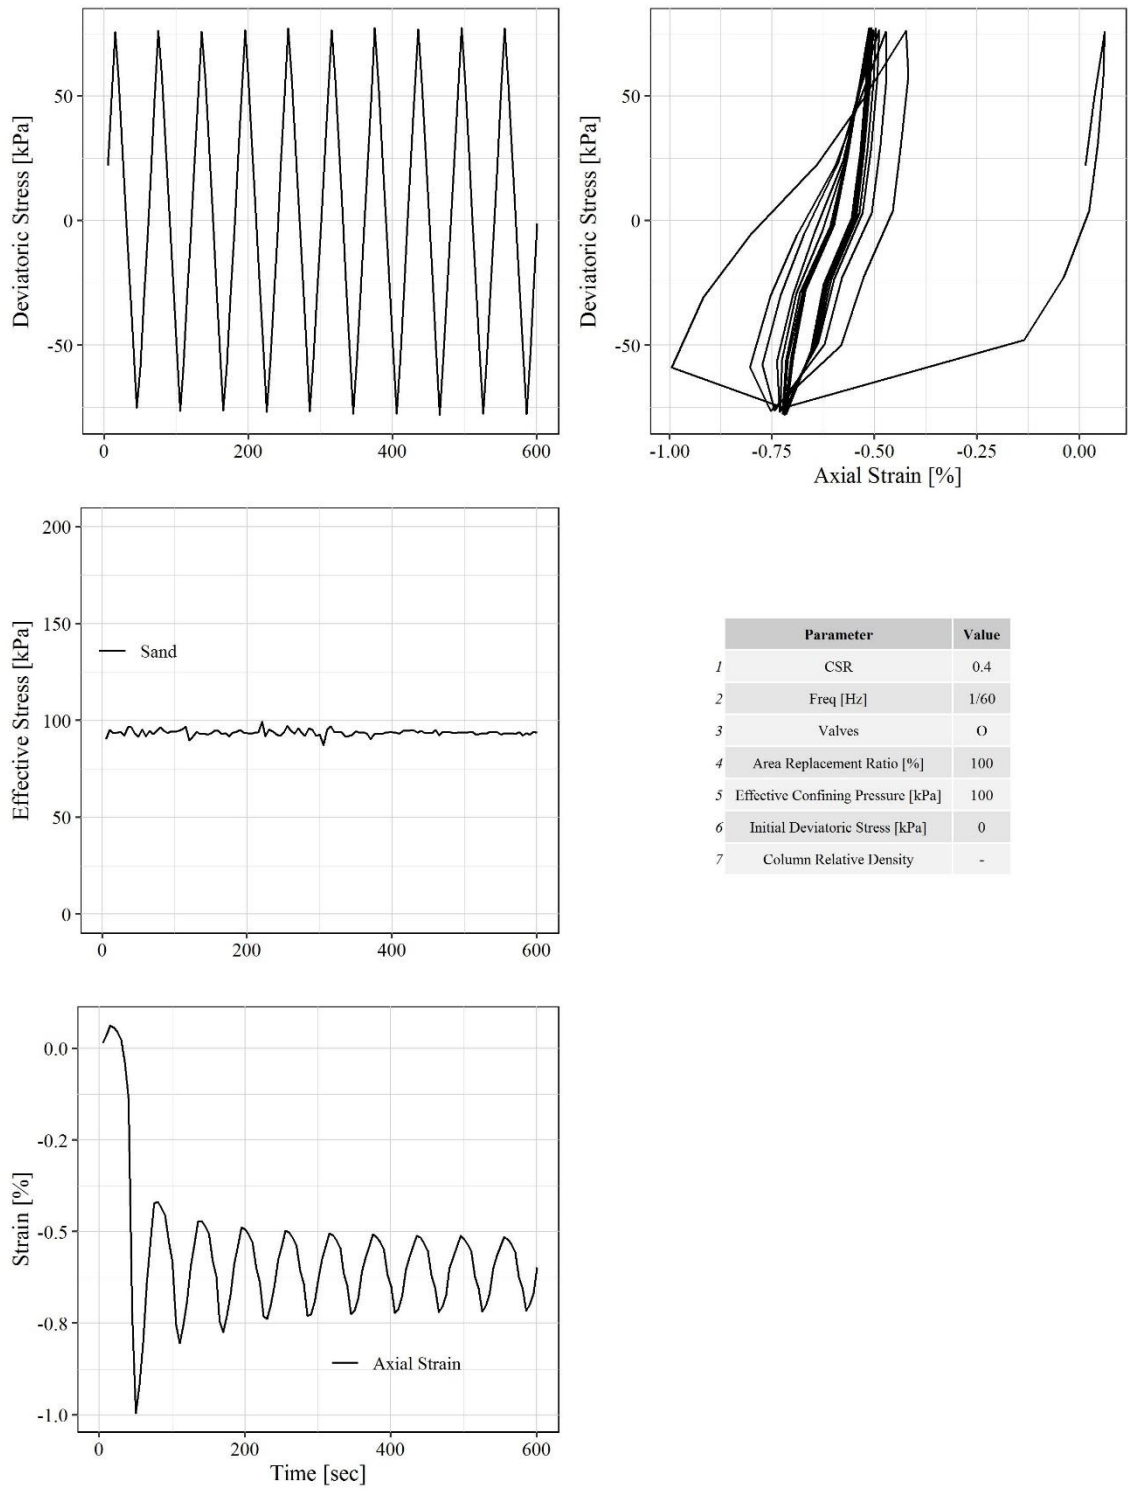 Deviatoric Stress [kPa]
50
0
-50
0
200
400
600
Deviatoric Stress [kPa]
50
0
-50
-1.00
-0.75
-0.50
-0.25
0.00
Axial Strain [%]
Effective Stress [kPa]
200
150
100
50
0
Sand
0
200
400
600
Parameter Value
1 CSR 0.4
2 Freq [Hz] 1/60
3 Valves O
4 Area Replacement Ratio [%] 100
5 Effective Confining Pressure [kPa] 100
6 Initial Deviatoric Stress [kPa] 0
7 Column Relative Density -
Strain [%]
0.0
-0.2
-0.5
-0.8
-1.0
Axial Strain
0
200
400
600
Time [sec]